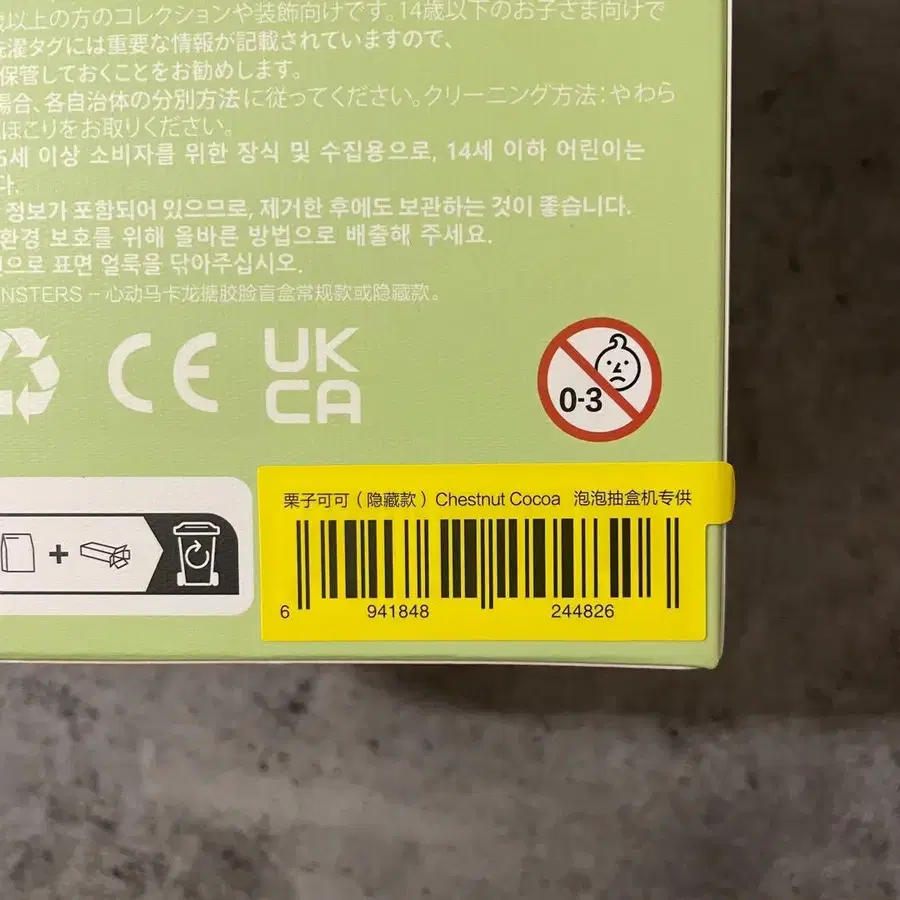 歳以上の方のコレクションや装飾向けです。14歳以下のお子さま向けで
洗濯タグには重要な情報が記載されていますので、
保管しておくことをお勧めします。
場合、各自治体の分別方法に従ってください。クリーニング方法：やわら
ほこりをお取りください。
5세 이상 소비자를 위한 장식 및 수집용으로, 14세 이하 어린이는
다.
정보가 포함되어 있으므로, 제거한 후에도 보관하는 것이 좋습니다.
환경 보호를 위해 올바른 방법으로 배출해 주세요.
으로 표면 얼룩을 닦아주십시오.
NSTERS – 心动马卡龙搪胶脸盲盒常规款或隐藏款。
CE UK
CA
0-3
栗子可可（隐藏款）Chestnut Cocoa 泡泡抽盒机专供
6 941848 244826